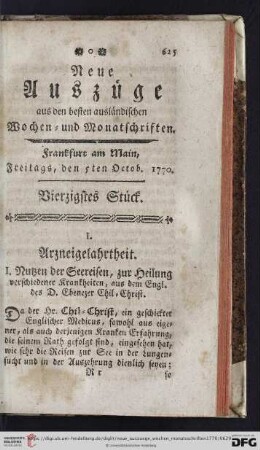 625
Neue
Auszüge
aus den besten ausländischen
Wochen- und Monatschriften.
Frankfurt am Main,
Freitags, den 5ten Octob. 1770.
Vierzigstes Stück.
I.
Arzneigelahrtheit.
I. Nutzen der Seereisen, zur Heilung
verschiedener Krankheiten, aus dem Engl.
des D. Ebenezer Chil-Christ.
Da der Hr. Chil-Christ, ein geschickter
Englischer Medicus, sowohl aus eige-
ner, als auch derjenigen Kranken Erfahrung,
die seinem Rath gefolgt sind, eingesehen hat,
wie sehr die Reisen zur See in der Lungen-
sucht und in der Auszehrung dienlich seyen;
R r
so
DFG